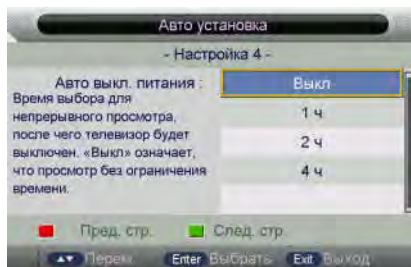 Авто установка
- Настройка 4 -
Авто выкл. питания :
Время выбора для
непрерывного просмотра,
после чего телевизор будет
выключен. «Выкл» означает,
что просмотр без ограничения
времени.
Выкл
1 ч
2 ч
4 ч
Пред. стр. След. стр
Перем. Enter Выбрать Exit Выход